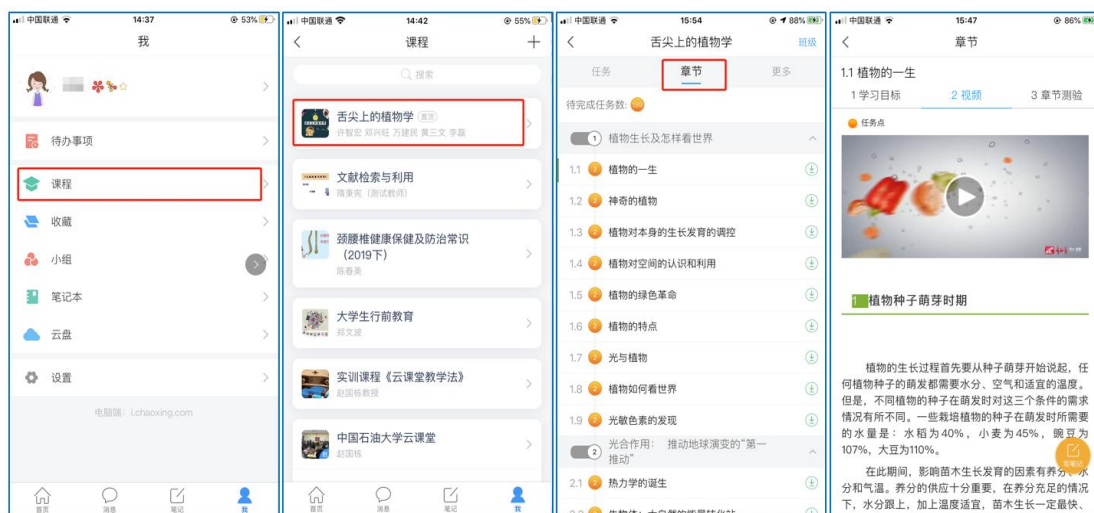 中国联通
14:37
53%
我
待办事项
课程
收藏
小组
笔记本
云盘
设置
电脑端: i.chaoxing.com
首页
消息
笔记
我
中国联通
14:42
55%
课程
搜索
舌尖上的植物学
许智宏 郑兴旺 万建民 黄三文 李磊
文献检索与利用
隋秉宪 (测试教师)
颈腰椎健康保健及防治常识
(2019下)
陈春美
大学生行前教育
郑文波
实训课程《云课堂教学法》
赵国栋教授
中国石油大学云课堂
赵国栋
首页
消息
笔记
我
中国联通
15:54
88%
舌尖上的植物学
班级
任务
章节
更多
待完成任务数:
1 植物生长及怎样看世界
1.1 2 植物的一生
1.2 2 神奇的植物
1.3 2 植物对本身的生长发育的调控
1.4 2 植物对空间的认识和利用
1.5 2 植物的绿色革命
1.6 2 植物的特点
1.7 2 光与植物
1.8 2 植物如何看世界
1.9 2 光敏色素的发现
2 光合作用: 推动地球演变的“第一
推动”
2.1 2 热力学的诞生
中国联通
15:47
86%
章节
1.1 植物的一生
1 学习目标
2 视频
3 章节测验
任务点
1 植物种子萌芽时期
植物的生长过程首先要从种子萌芽开始说起，任
何植物种子的萌发都需要水分、空气和适宜的温度。
但是，不同植物的种子在萌发时对这三个条件的需求
情况有所不同。一些栽培植物的种子在萌发时所需要
的水量是：水稻为40%，小麦为45%，豌豆为
107%，大豆为110%。
写笔记
在此期间，影响苗木生长发育的因素有养分、水
分和气温。养分的供应十分重要，在养分充足的情况
下，水分跟上，加上温度适宜，苗木生长一定最快、